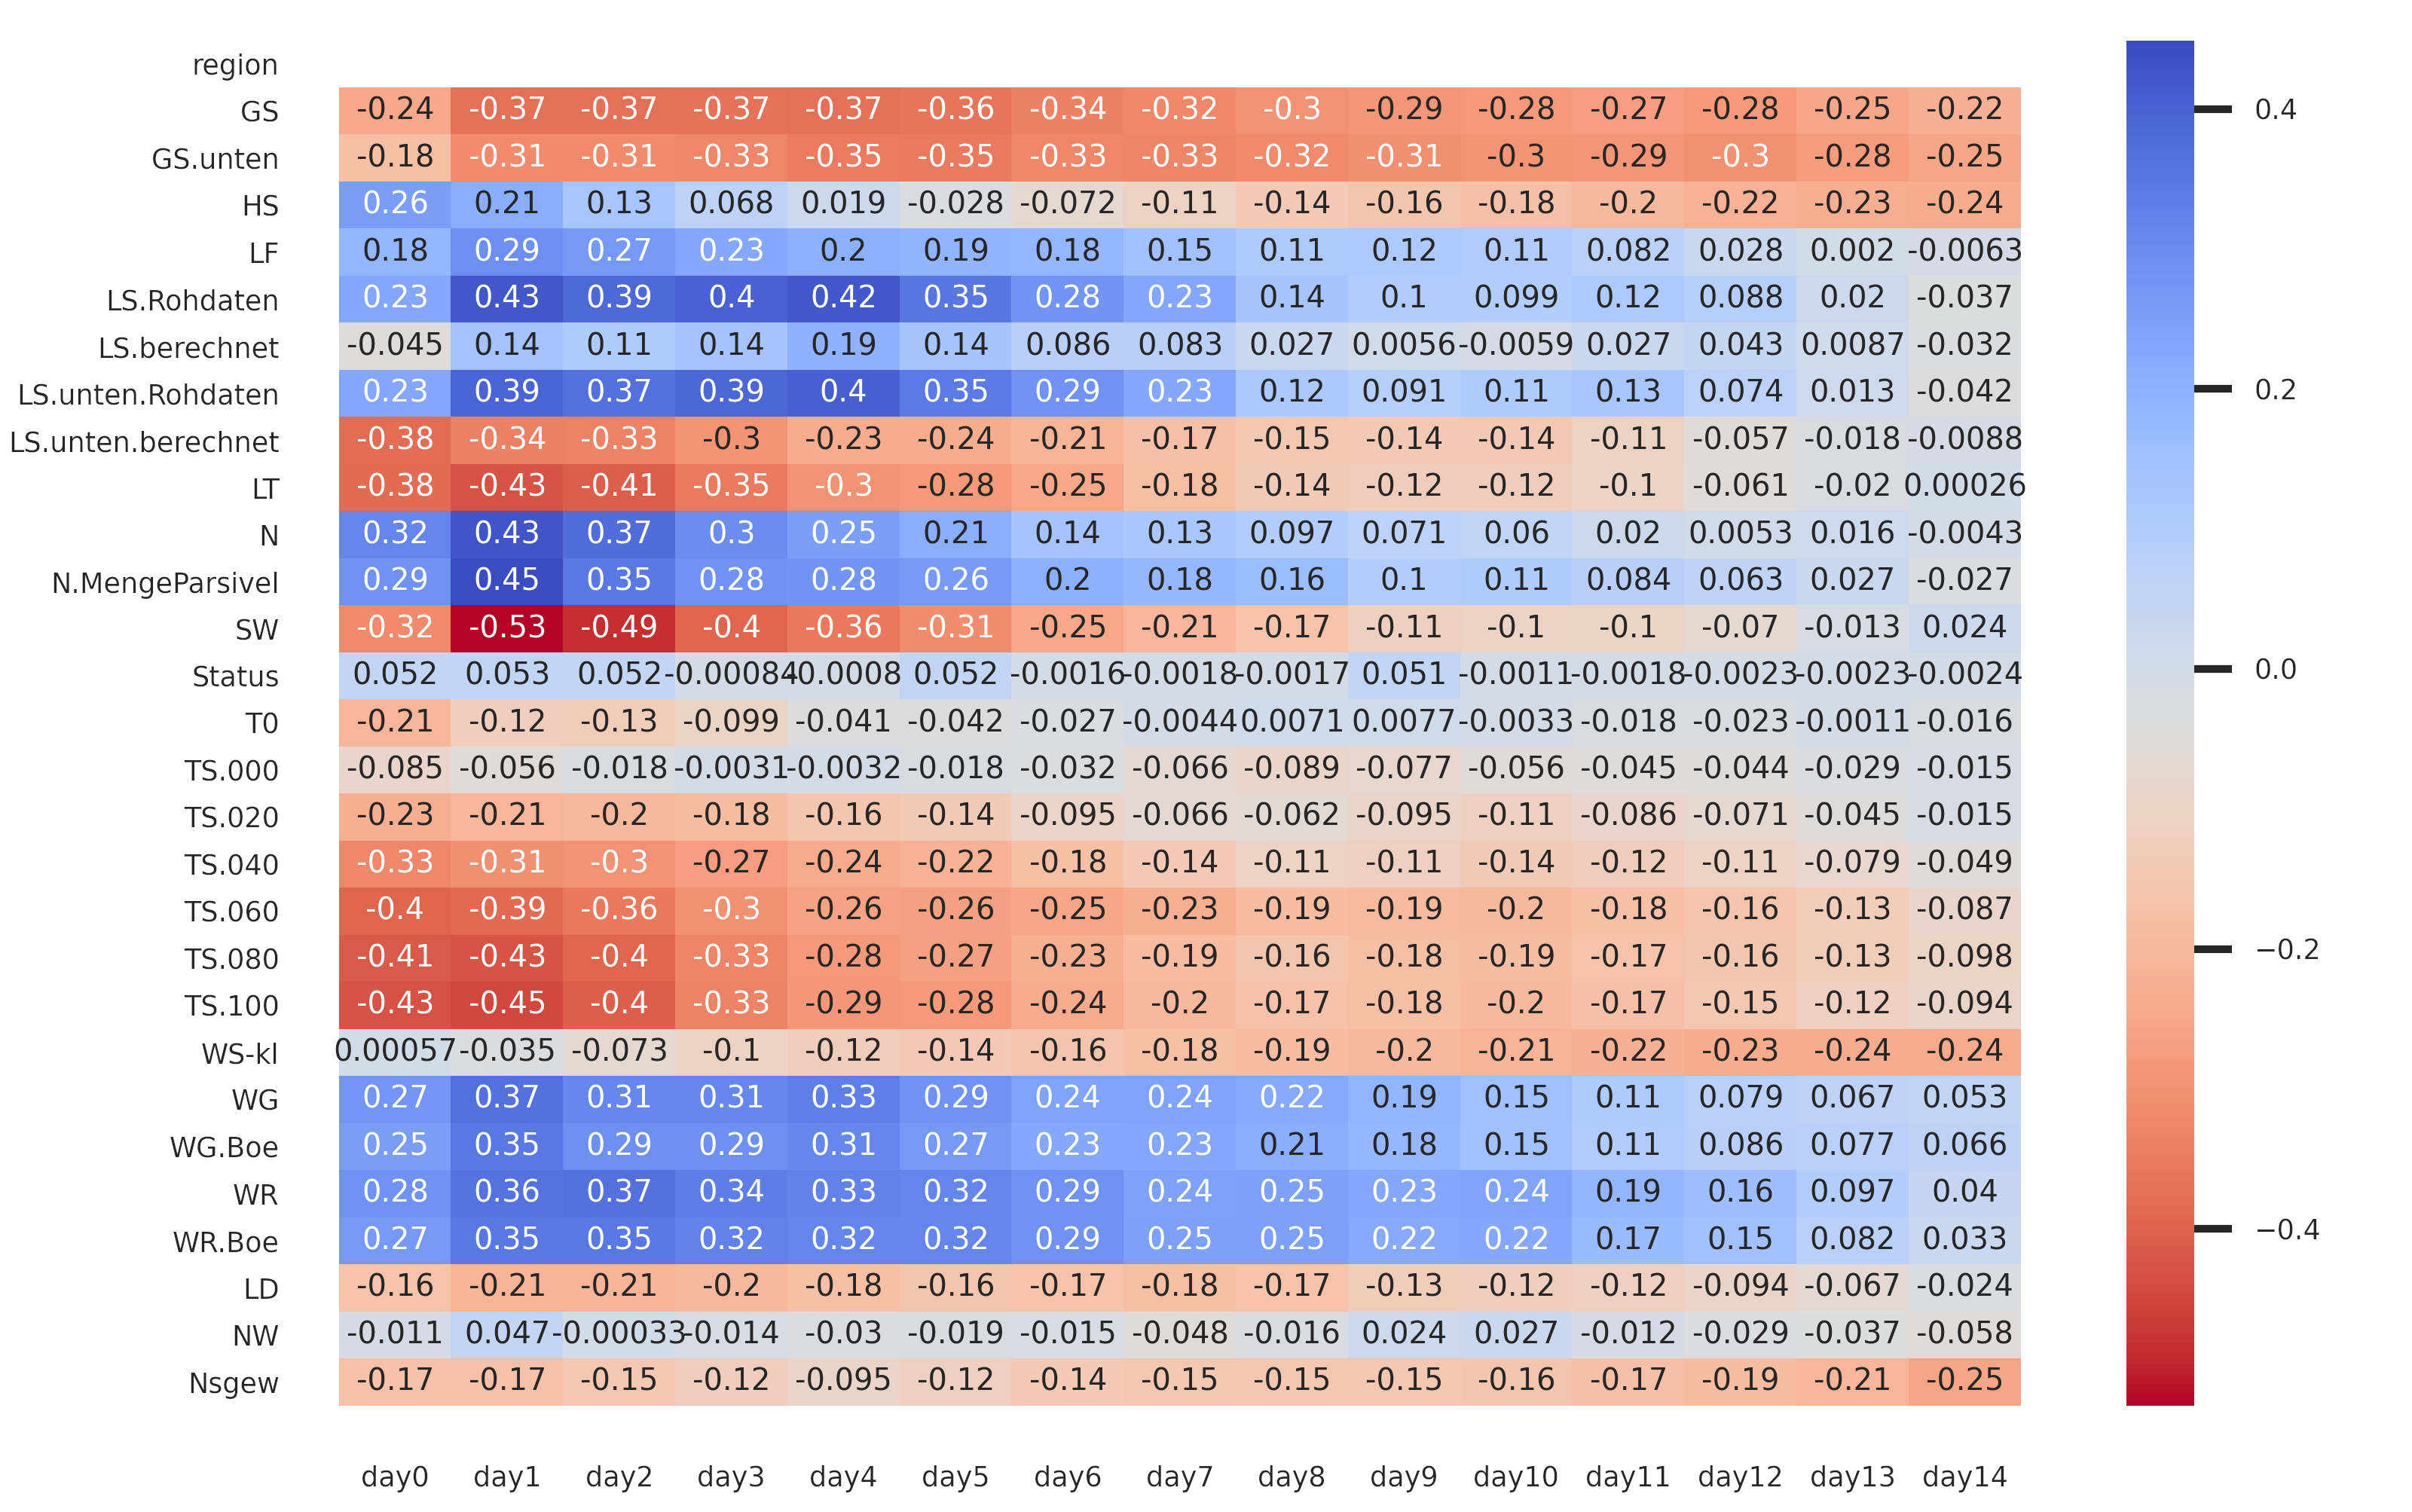 region
GS -0.24 -0.37 -0.37 -0.37 -0.37 -0.36 -0.34 -0.32 -0.3 -0.29 -0.28 -0.27 -0.28 -0.25 -0.22
GS.unten -0.18 -0.31 -0.31 -0.33 -0.35 -0.35 -0.33 -0.33 -0.32 -0.31 -0.3 -0.29 -0.3 -0.28 -0.25
HS 0.26 0.21 0.13 0.068 0.019 -0.028 -0.072 -0.11 -0.14 -0.16 -0.18 -0.2 -0.22 -0.23 -0.24
LF 0.18 0.29 0.27 0.23 0.2 0.19 0.18 0.15 0.11 0.12 0.11 0.082 0.028 0.002 -0.0063
LS.Rohdaten 0.23 0.43 0.39 0.4 0.42 0.35 0.28 0.23 0.14 0.1 0.099 0.12 0.088 0.02 -0.037
LS.berechnet -0.045 0.14 0.11 0.14 0.19 0.14 0.086 0.083 0.027 0.0056 -0.0059 0.027 0.043 0.0087 -0.032
LS.unten.Rohdaten 0.23 0.39 0.37 0.39 0.4 0.35 0.29 0.23 0.12 0.091 0.11 0.13 0.074 0.013 -0.042
LS.unten.berechnet -0.38 -0.34 -0.33 -0.3 -0.23 -0.24 -0.21 -0.17 -0.15 -0.14 -0.14 -0.11 -0.057 -0.018 -0.0088
LT -0.38 -0.43 -0.41 -0.35 -0.3 -0.28 -0.25 -0.18 -0.14 -0.12 -0.12 -0.1 -0.061 -0.02 0.00026
N 0.32 0.43 0.37 0.3 0.25 0.21 0.14 0.13 0.097 0.071 0.06 0.02 0.0053 0.016 -0.0043
N.MengeParsivel 0.29 0.45 0.35 0.28 0.28 0.26 0.2 0.18 0.16 0.1 0.11 0.084 0.063 0.027 -0.027
SW -0.32 -0.53 -0.49 -0.4 -0.36 -0.31 -0.25 -0.21 -0.17 -0.11 -0.1 -0.1 -0.07 -0.013 0.024
Status 0.052 0.053 0.052 -0.00084 -0.0008 0.052 -0.0016 -0.0018 -0.0017 0.051 -0.0011 -0.0018 -0.0023 -0.0023 -0.0024
T0 -0.21 -0.12 -0.13 -0.099 -0.041 -0.042 -0.027 -0.0044 0.0071 0.0077 -0.0033 -0.018 -0.023 -0.0011 -0.016
TS.000 -0.085 -0.056 -0.018 -0.0031 -0.0032 -0.018 -0.032 -0.066 -0.089 -0.077 -0.056 -0.045 -0.044 -0.029 -0.015
TS.020 -0.23 -0.21 -0.2 -0.18 -0.16 -0.14 -0.095 -0.066 -0.062 -0.095 -0.11 -0.086 -0.071 -0.045 -0.015
TS.040 -0.33 -0.31 -0.3 -0.27 -0.24 -0.22 -0.18 -0.14 -0.11 -0.11 -0.14 -0.12 -0.11 -0.079 -0.049
TS.060 -0.4 -0.39 -0.36 -0.3 -0.26 -0.26 -0.25 -0.23 -0.19 -0.19 -0.2 -0.18 -0.16 -0.13 -0.087
TS.080 -0.41 -0.43 -0.4 -0.33 -0.28 -0.27 -0.23 -0.19 -0.16 -0.18 -0.19 -0.17 -0.16 -0.13 -0.098
TS.100 -0.43 -0.45 -0.4 -0.33 -0.29 -0.28 -0.24 -0.2 -0.17 -0.18 -0.2 -0.17 -0.15 -0.12 -0.094
WS-kl 0.00057 -0.035 -0.073 -0.1 -0.12 -0.14 -0.16 -0.18 -0.19 -0.2 -0.21 -0.22 -0.23 -0.24 -0.24
WG 0.27 0.37 0.31 0.31 0.33 0.29 0.24 0.24 0.22 0.19 0.15 0.11 0.079 0.067 0.053
WG.Boe 0.25 0.35 0.29 0.29 0.31 0.27 0.23 0.23 0.21 0.18 0.15 0.11 0.086 0.077 0.066
WR 0.28 0.36 0.37 0.34 0.33 0.32 0.29 0.24 0.25 0.23 0.24 0.19 0.16 0.097 0.04
WR.Boe 0.27 0.35 0.35 0.32 0.32 0.32 0.29 0.25 0.25 0.22 0.22 0.17 0.15 0.082 0.033
LD -0.16 -0.21 -0.21 -0.2 -0.18 -0.16 -0.17 -0.18 -0.17 -0.13 -0.12 -0.12 -0.094 -0.067 -0.024
NW -0.011 0.047 -0.00033 -0.014 -0.03 -0.019 -0.015 -0.048 -0.016 0.024 0.027 -0.012 -0.029 -0.037 -0.058
Nsgew -0.17 -0.17 -0.15 -0.12 -0.095 -0.12 -0.14 -0.15 -0.15 -0.15 -0.16 -0.17 -0.19 -0.21 -0.25
day0 day1 day2 day3 day4 day5 day6 day7 day8 day9 day10 day11 day12 day13 day14
0.4
0.2
0.0
−0.2
−0.4